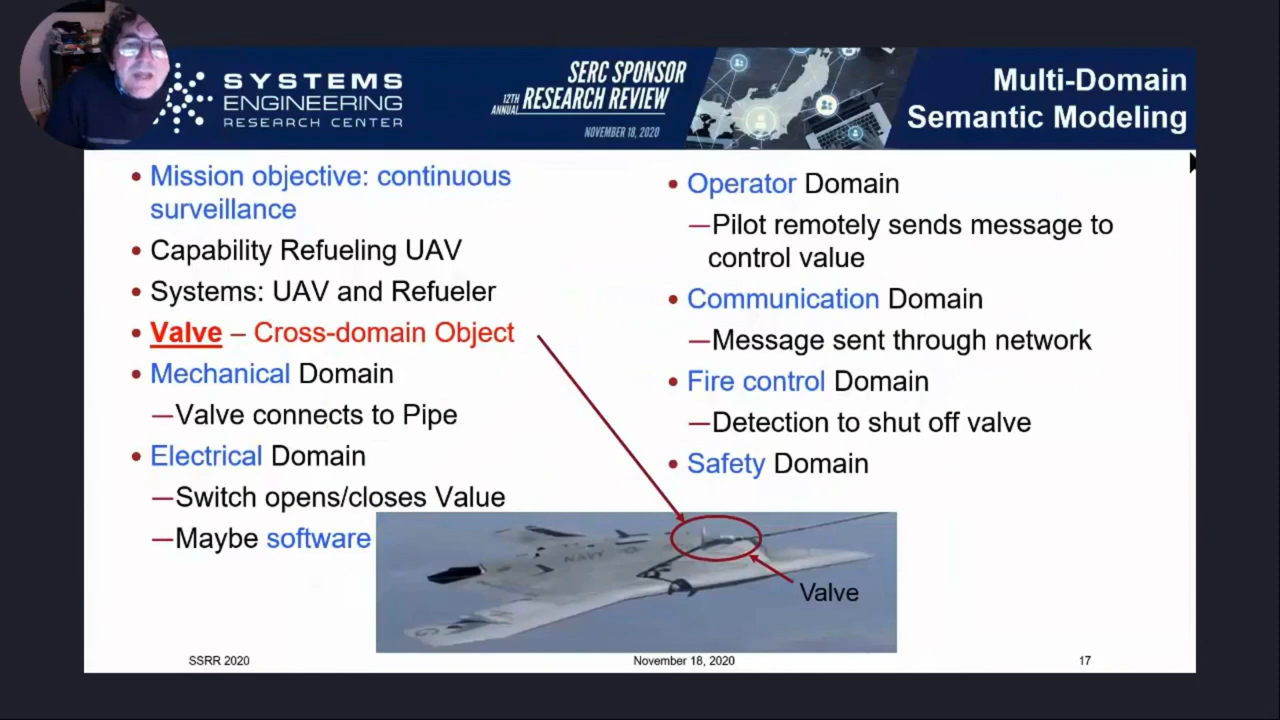 SYSTEMS
ENGINEERING
RESEARCH CENTER
SERC SPONSOR
12TH
ANNUAL
RESEARCH REVIEW
NOVEMBER 18, 2020
Multi-Domain
Semantic Modeling
• Mission objective: continuous
surveillance
• Capability Refueling UAV
• Systems: UAV and Refueler
• Valve – Cross-domain Object
• Mechanical Domain
—Valve connects to Pipe
• Electrical Domain
—Switch opens/closes Value
—Maybe software
• Operator Domain
—Pilot remotely sends message to
control value
• Communication Domain
—Message sent through network
• Fire control Domain
—Detection to shut off valve
• Safety Domain
NAVY
Valve
SSRR 2020
November 18, 2020
17